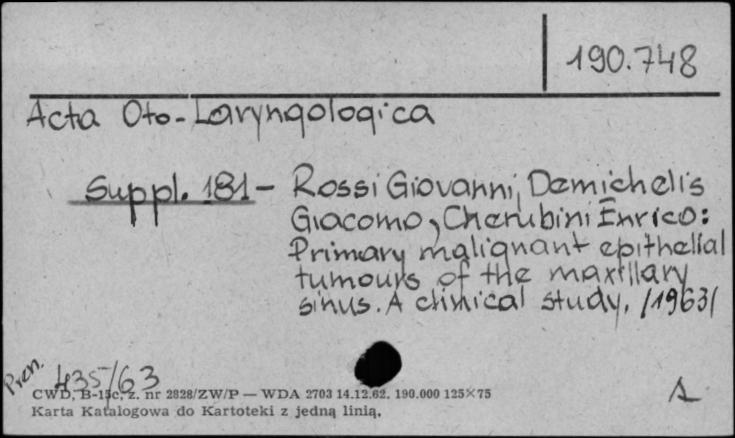 190.748
Acta Oto-Laryngologica
Suppl. 181 - Rossi Giovanni, Demichelis
Giacomo, Cherubini Enrico:
Primary malignant epithelial
tumours of the maxillary
sinus. A clinical study, /1963/
Pren. 435/63
CWD, B-15c, z. nr 2828/ZW/P — WDA 2703 14.12.62. 190.000 125×75
Karta Katalogowa do Kartoteki z jedną linią.